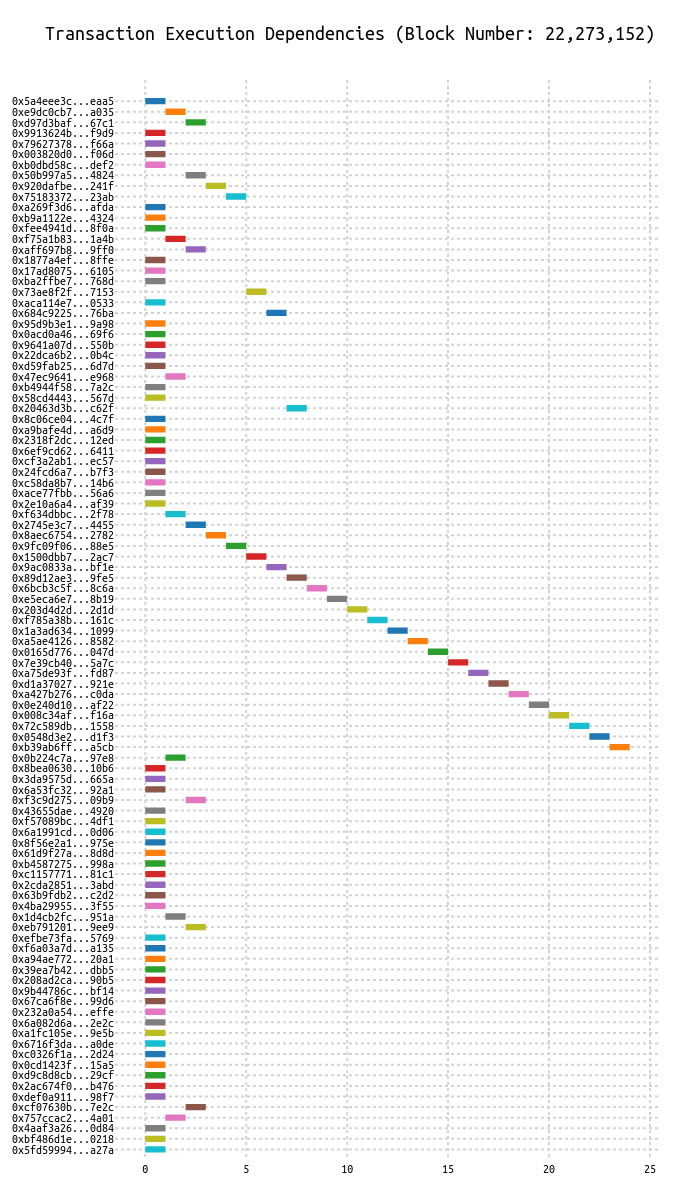 Transaction Execution Dependencies (Block Number: 22,273,152)
0x5a4eee3c...eaa5
0xe9dc0cb7...a035
0xd97d3baf...67c1
0x9913624b...f9d9
0x79627378...f66a
0x003820d0...f06d
0xb0dbd58c...def2
0x50b997a5...4824
0x920dafbe...241f
0x75183372...23ab
0xa269f3d6...afda
0xb9a1122e...4324
0xfee4941d...8f0a
0xf75a1b83...1a4b
0xaff697b8...9ff0
0x1877a4ef...8ffe
0x17ad8075...6105
0xba2ffbe7...768d
0x73ae8f2f...7153
0xaca114e7...0533
0x684c9225...76ba
0x95d9b3e1...9a98
0x0acd0a46...69f6
0x9641a07d...550b
0x22dca6b2...0b4c
0xd59fab25...6d7d
0x47ec9641...e968
0xb4944f58...7a2c
0x58cd4443...567d
0x20463d3b...c62f
0x8c06ce04...4c7f
0xa9bafe4d...a6d9
0x2318f2dc...12ed
0x6ef9cd62...6411
0xcf3a2ab1...ec57
0x24fcd6a7...b7f3
0xc58da8b7...14b6
0xace77fbb...56a6
0x2e10a6a4...af39
0xf634dbbc...2f78
0x2745e3c7...4455
0x8aec6754...2782
0x9fc09f06...88e5
0x1500dbb7...2ac7
0x9ac0833a...bf1e
0x89d12ae3...9fe5
0x6bcb3c5f...8c6a
0xe5eca6e7...8b19
0x203d4d2d...2d1d
0xf785a38b...161c
0x1a3ad634...1099
0xa5ae4126...8582
0x0165d776...047d
0x7e39cb40...5a7c
0xa75de93f...fd87
0xd1a37027...921e
0xa427b276...c0da
0x0e240d10...af22
0x008c34af...f16a
0x72c589db...1558
0x0548d3e2...d1f3
0xb39ab6ff...a5cb
0x0b224c7a...97e8
0x8bea0630...10b6
0x3da9575d...665a
0x6a53fc32...92a1
0xf3c9d275...09b9
0x43655dae...4920
0xf57089bc...4df1
0x6a1991cd...0d06
0x8f56e2a1...975e
0x61d9f27a...8d8d
0xb4587275...998a
0xc1157771...81c1
0x2cda2851...3abd
0x63b9fdb2...c2d2
0x4ba29955...3f55
0x1d4cb2fc...951a
0xeb791201...9ee9
0xefbe73fa...5769
0xf6a03a7d...a135
0xa94ae772...20a1
0x39ea7b42...dbb5
0x208ad2ca...90b5
0x9b44786c...bf14
0x67ca6f8e...99d6
0x232a0a54...effe
0x6a082d6a...2e2c
0xa1fc105e...9e5b
0x6716f3da...a0de
0xc0326f1a...2d24
0x0cd1423f...15a5
0xd9c8d8cb...29cf
0x2ac674f0...b476
0xdef0a911...98f7
0xcf07630b...7e2c
0x757ccac2...4a01
0x4aaf3a26...0d84
0xbf486d1e...0218
0x5fd59994...a27a
0 5 10 15 20 25